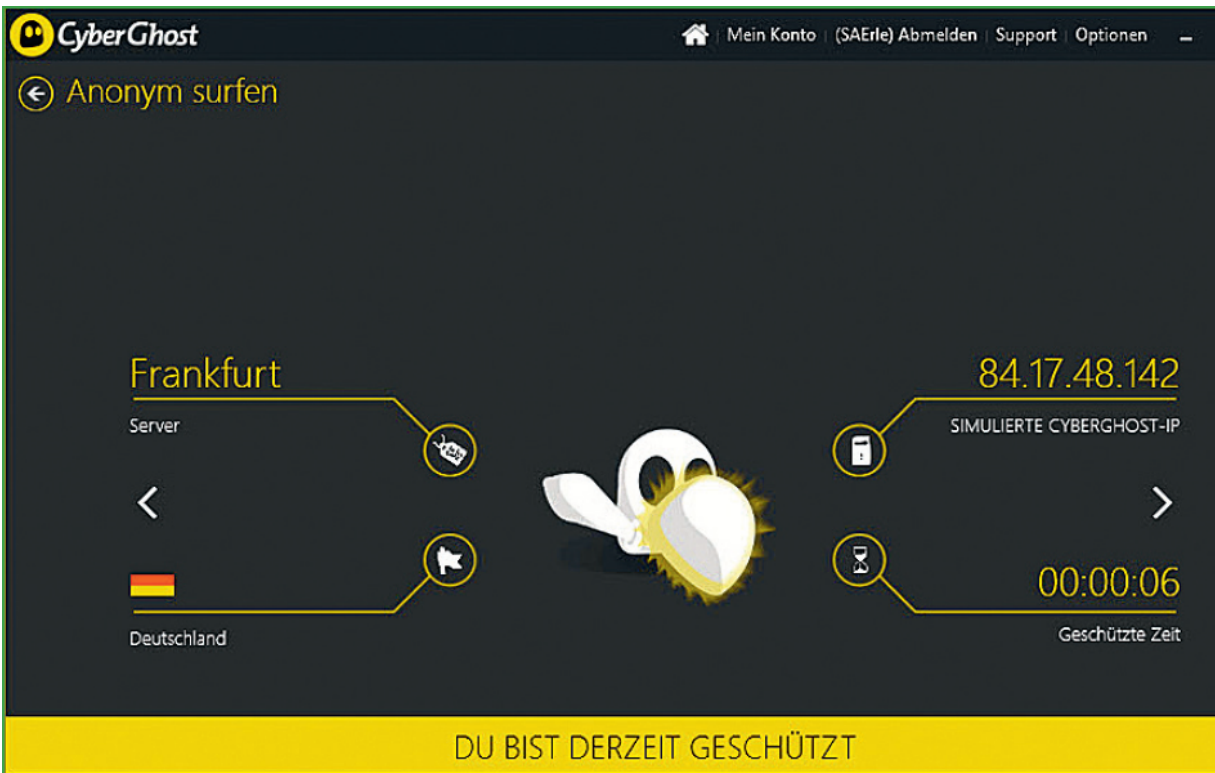 CyberGhost
Mein Konto | (SAErle) Abmelden | Support | Optionen
Anonym surfen
Frankfurt
Server
84.17.48.142
SIMULIERTE CYBERGHOST-IP
Deutschland
00:00:06
Geschützte Zeit
DU BIST DERZEIT GESCHÜTZT